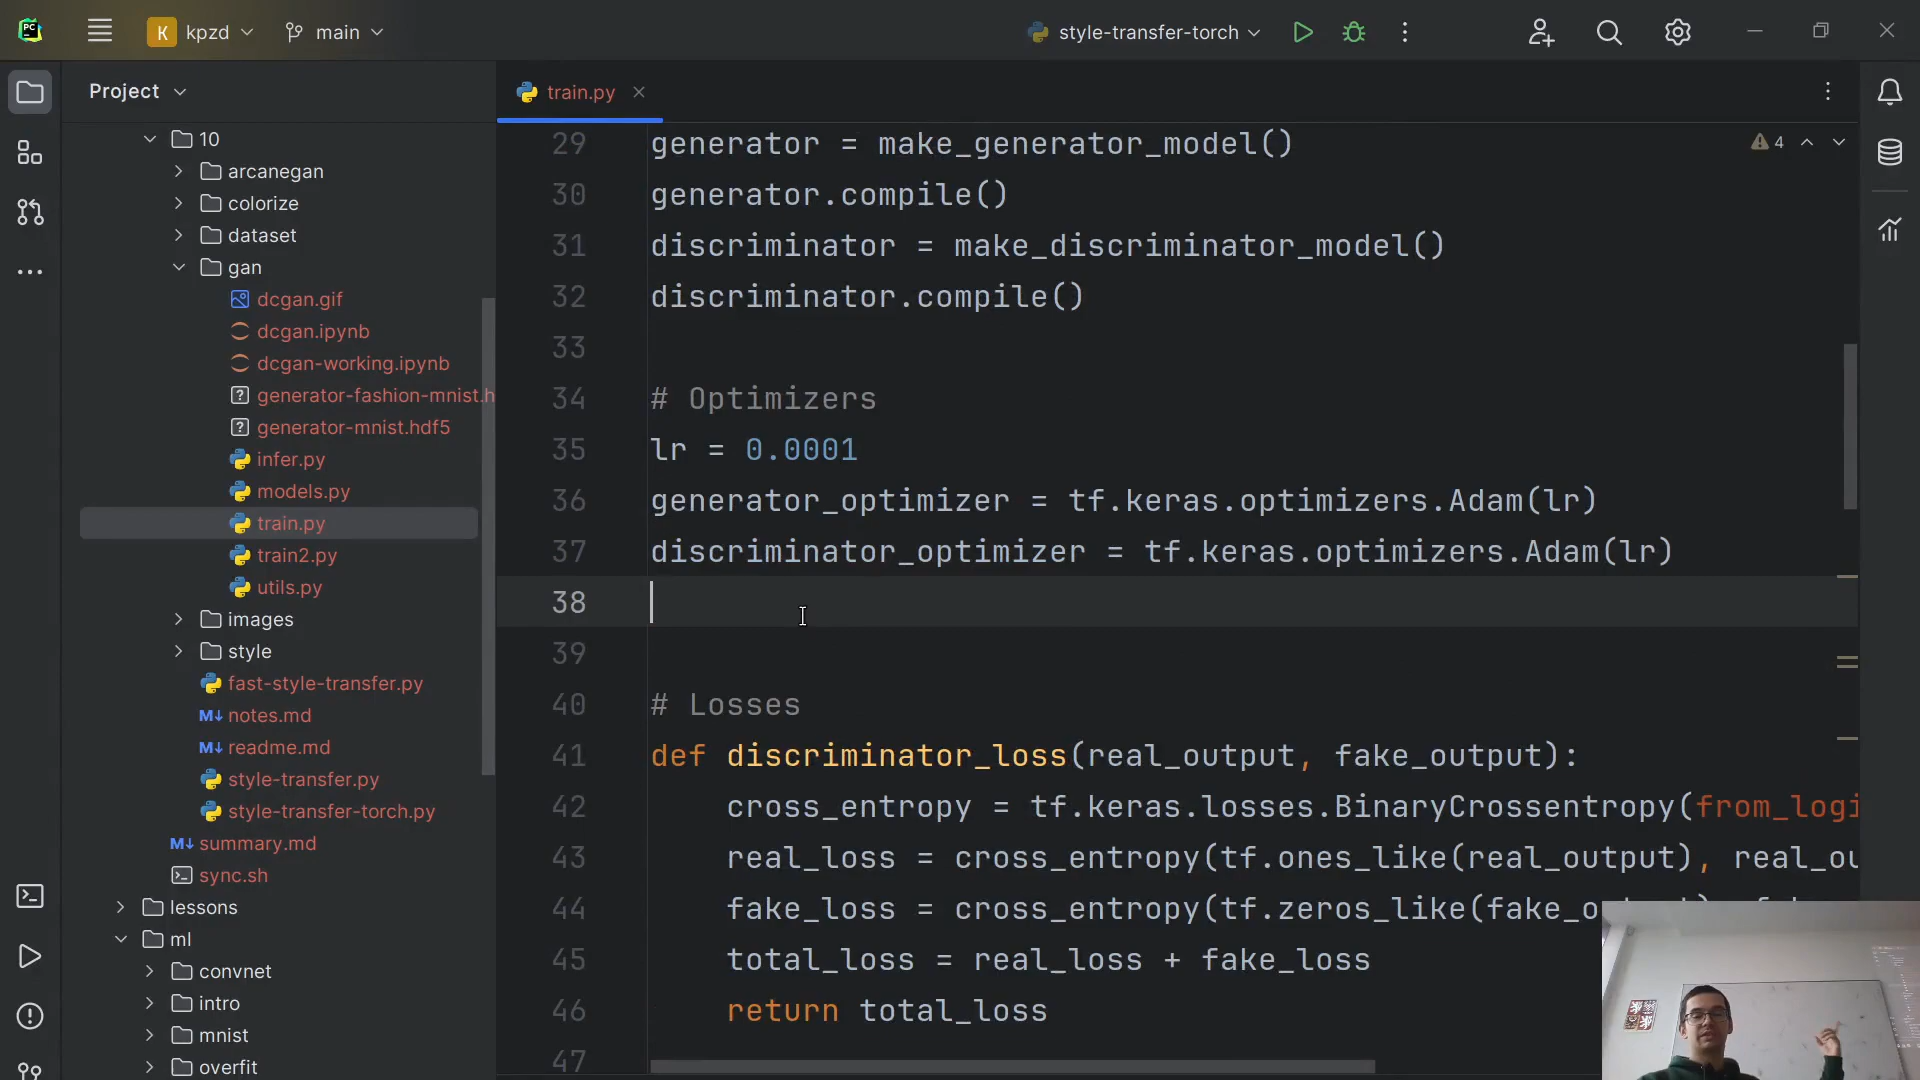 PC
K kpzd
main
style-transfer-torch
Project
train.py
10
arcanegan
colorize
dataset
gan
dcgan.gif
dcgan.ipynb
dcgan-working.ipynb
generator-fashion-mnist.h
generator-mnist.hdf5
infer.py
models.py
train.py
train2.py
utils.py
images
style
fast-style-transfer.py
M↓ notes.md
M↓ readme.md
style-transfer.py
style-transfer-torch.py
M↓ summary.md
sync.sh
lessons
ml
convnet
intro
mnist
overfit
4
29 generator = make_generator_model()
30 generator.compile()
31 discriminator = make_discriminator_model()
32 discriminator.compile()
33
34 # Optimizers
35 lr = 0.0001
36 generator_optimizer = tf.keras.optimizers.Adam(lr)
37 discriminator_optimizer = tf.keras.optimizers.Adam(lr)
38
39
40 # Losses
41 def discriminator_loss(real_output, fake_output):
42 cross_entropy = tf.keras.losses.BinaryCrossentropy(from_logi
43 real_loss = cross_entropy(tf.ones_like(real_output), real_ou
44 fake_loss = cross_entropy(tf.zeros_like(fake_o
45 total_loss = real_loss + fake_loss
46 return total_loss
47